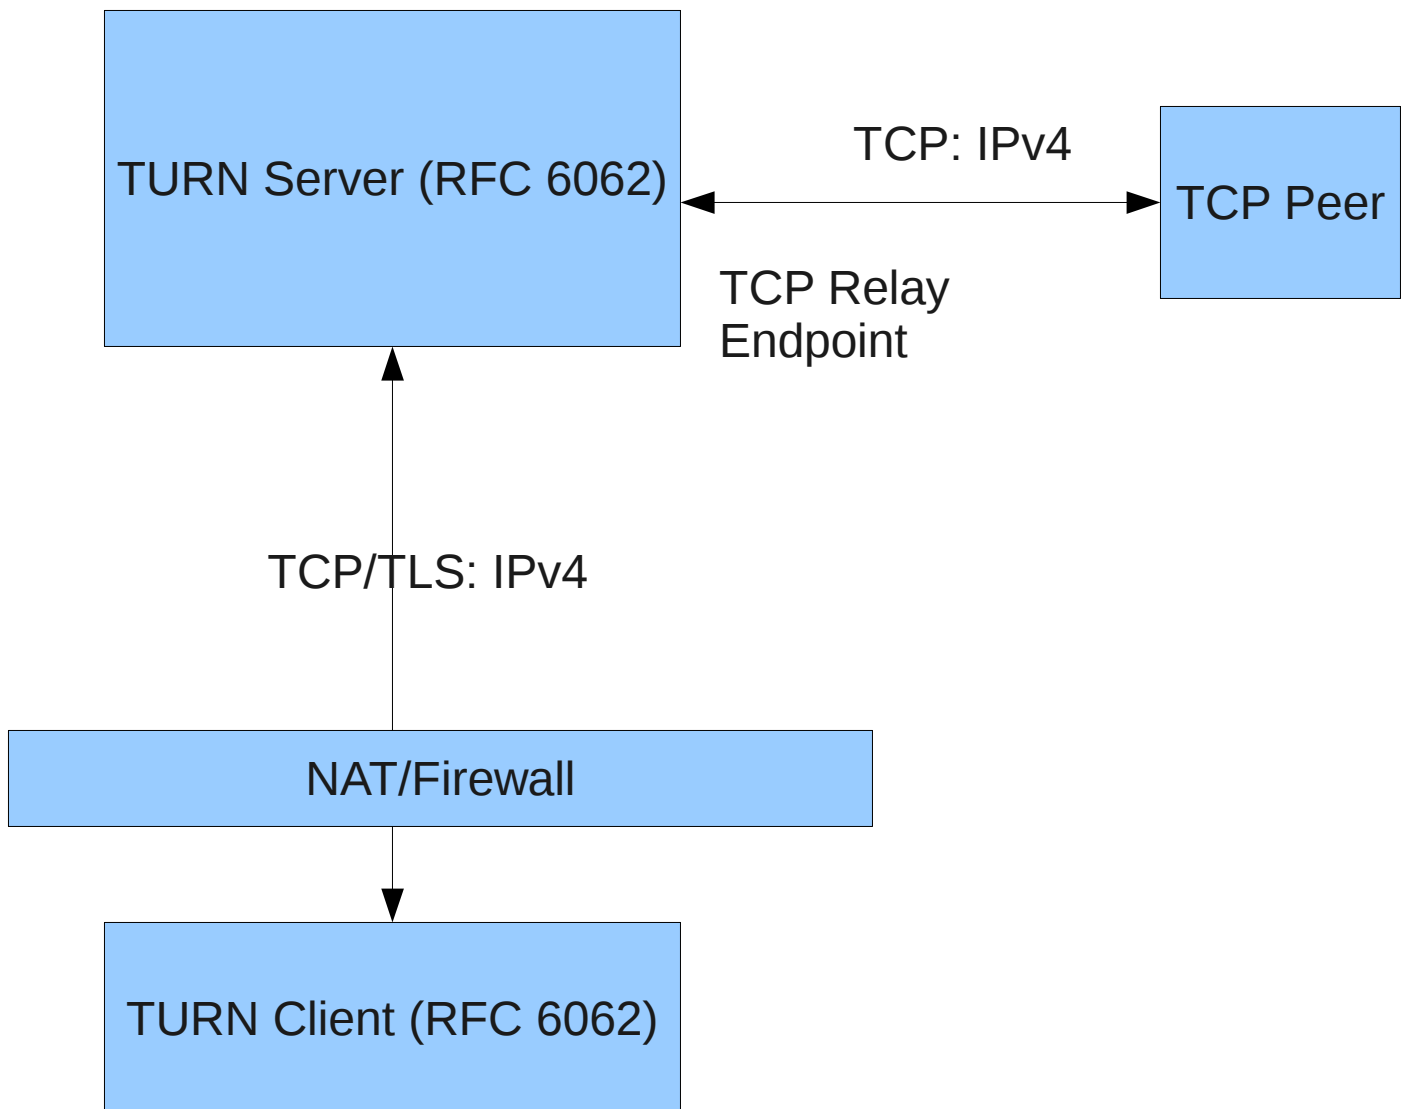 TURN Server (RFC 6062)
TCP: IPv4
TCP Peer
TCP Relay
Endpoint
TCP/TLS: IPv4
NAT/Firewall
TURN Client (RFC 6062)